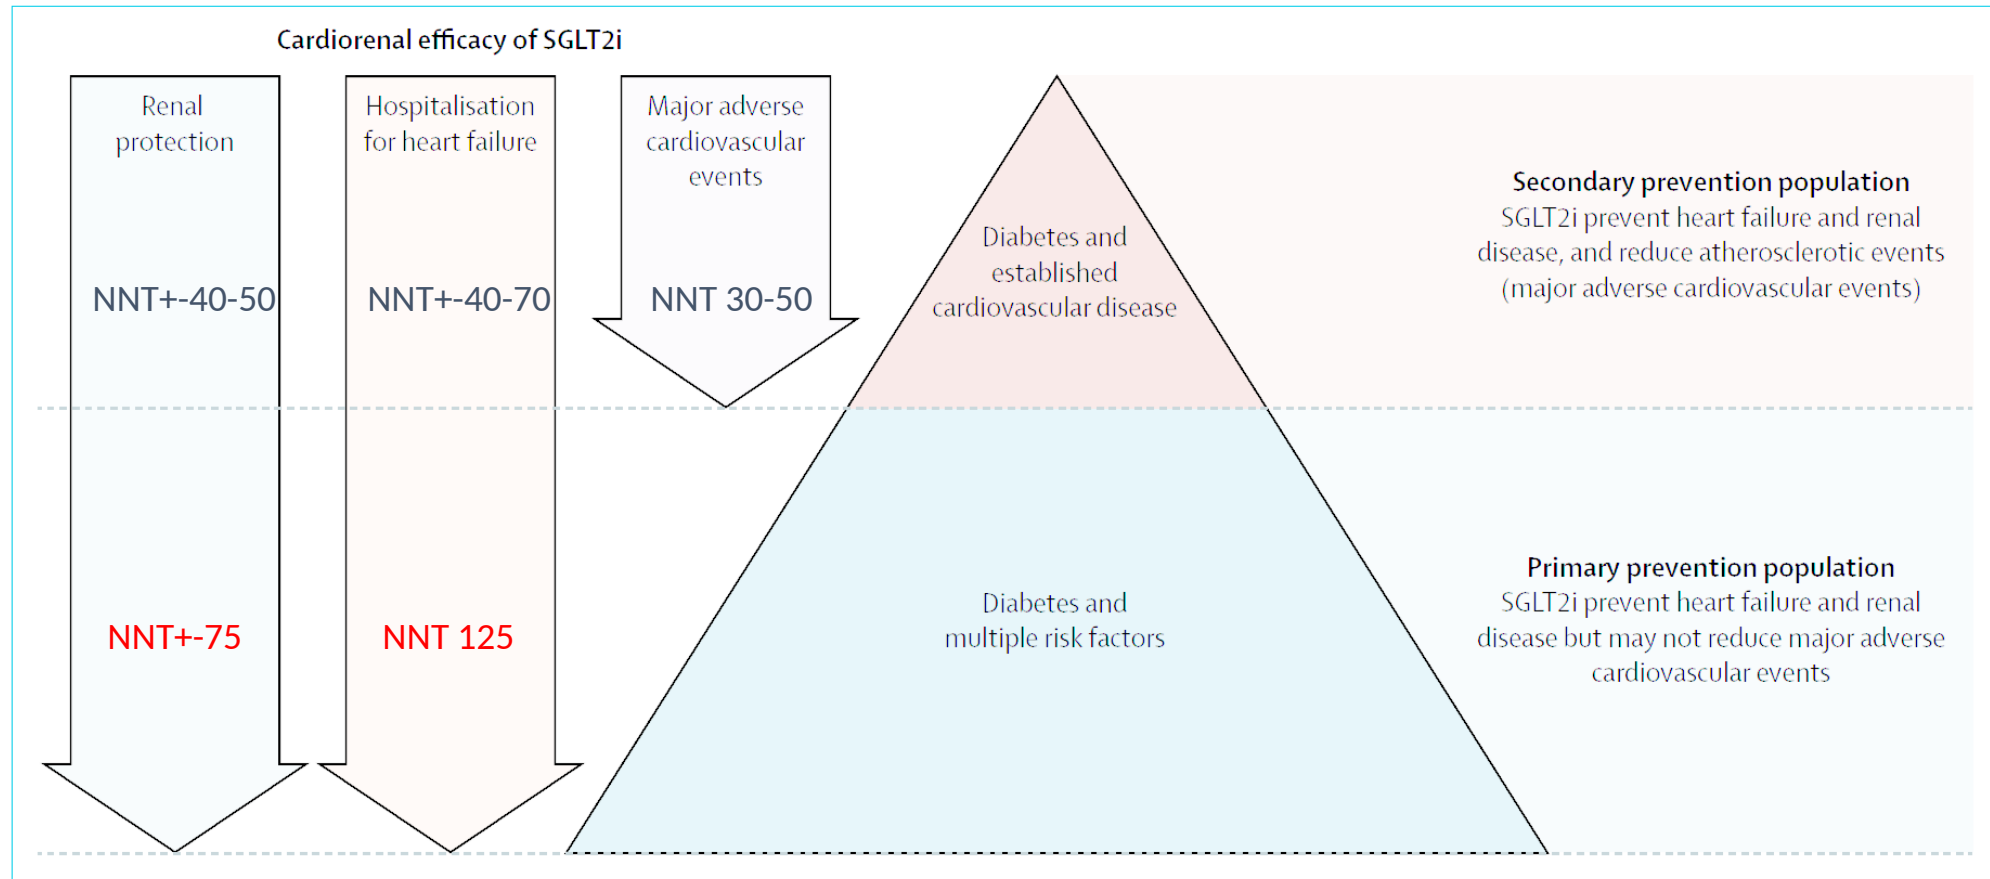 Cardiorenal efficacy of SGLT2i
Renal
protection
NNT+-40-50
NNT+-75
Hospitalisation
for heart failure
NNT+-40-70
NNT 125
Major adverse
cardiovascular
events
NNT 30-50
Diabetes and
established
cardiovascular disease
Secondary prevention population
SGLT2i prevent heart failure and renal
disease, and reduce atherosclerotic events
(major adverse cardiovascular events)
Diabetes and
multiple risk factors
Primary prevention population
SGLT2i prevent heart failure and renal
disease but may not reduce major adverse
cardiovascular events